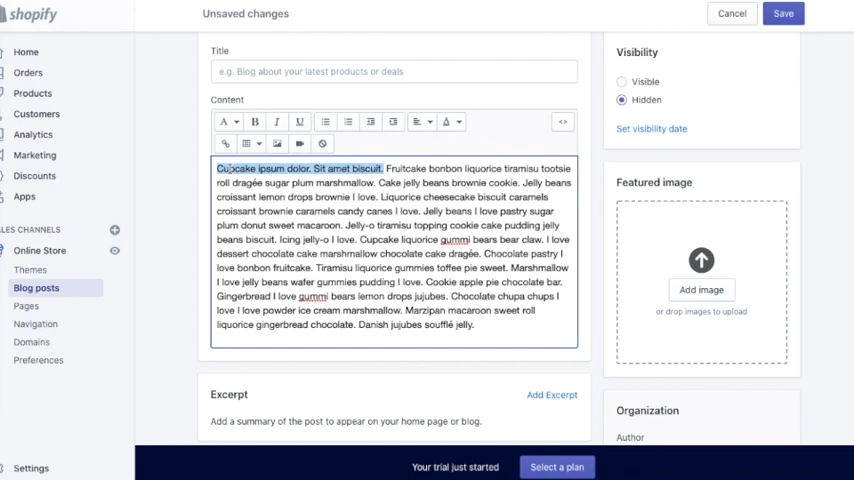 shopify
Unsaved changes
Cancel
Save
Home
Orders
Products
Customers
Analytics
Marketing
Discounts
Apps
SALES CHANNELS
Online Store
Themes
Blog posts
Pages
Navigation
Domains
Preferences
Settings
Title
e.g. Blog about your latest products or deals
Content
A
B
I
U
A
<>
Cupcake ipsum dolor. Sit amet biscuit. Fruitcake bonbon liquorice tiramisu tootsie
roll dragée sugar plum marshmallow. Cake jelly beans brownie cookie. Jelly beans
croissant lemon drops brownie I love. Liquorice cheesecake biscuit caramels
croissant brownie caramels candy canes I love. Jelly beans I love pastry sugar
plum donut sweet macaroon. Jelly-o tiramisu topping cookie cake pudding jelly
beans biscuit. Icing jelly-o I love. Cupcake liquorice gummi bears bear claw. I love
dessert chocolate cake marshmallow chocolate cake dragée. Chocolate pastry I
love bonbon fruitcake. Tiramisu liquorice gummies toffee pie sweet. Marshmallow
I love jelly beans wafer gummies pudding I love. Cookie apple pie chocolate bar.
Gingerbread I love gummi bears lemon drops jujubes. Chocolate chupa chups I
love I love powder ice cream marshmallow. Marzipan macaroon sweet roll
liquorice gingerbread chocolate. Danish jujubes soufflé jelly.
Excerpt
Add Excerpt
Add a summary of the post to appear on your home page or blog.
Visibility
Visible
Hidden
Set visibility date
Featured image
Add image
or drop images to upload
Organization
Author
Your trial just started
Select a plan